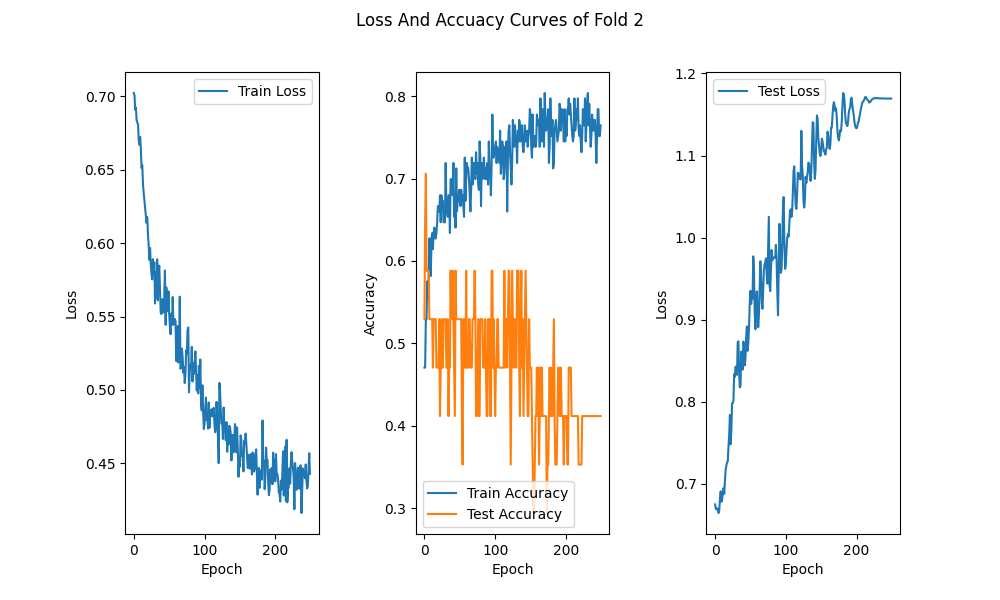 Loss And Accuacy Curves of Fold 2
0.70
0.65
0.60
0.55
0.50
0.45
Loss
0
100
200
Epoch
Train Loss
0.8
0.7
0.6
0.5
0.4
0.3
Accuracy
0
100
200
Epoch
Train Accuracy
Test Accuracy
1.2
1.1
1.0
0.9
0.8
0.7
Loss
0
100
200
Epoch
Test Loss